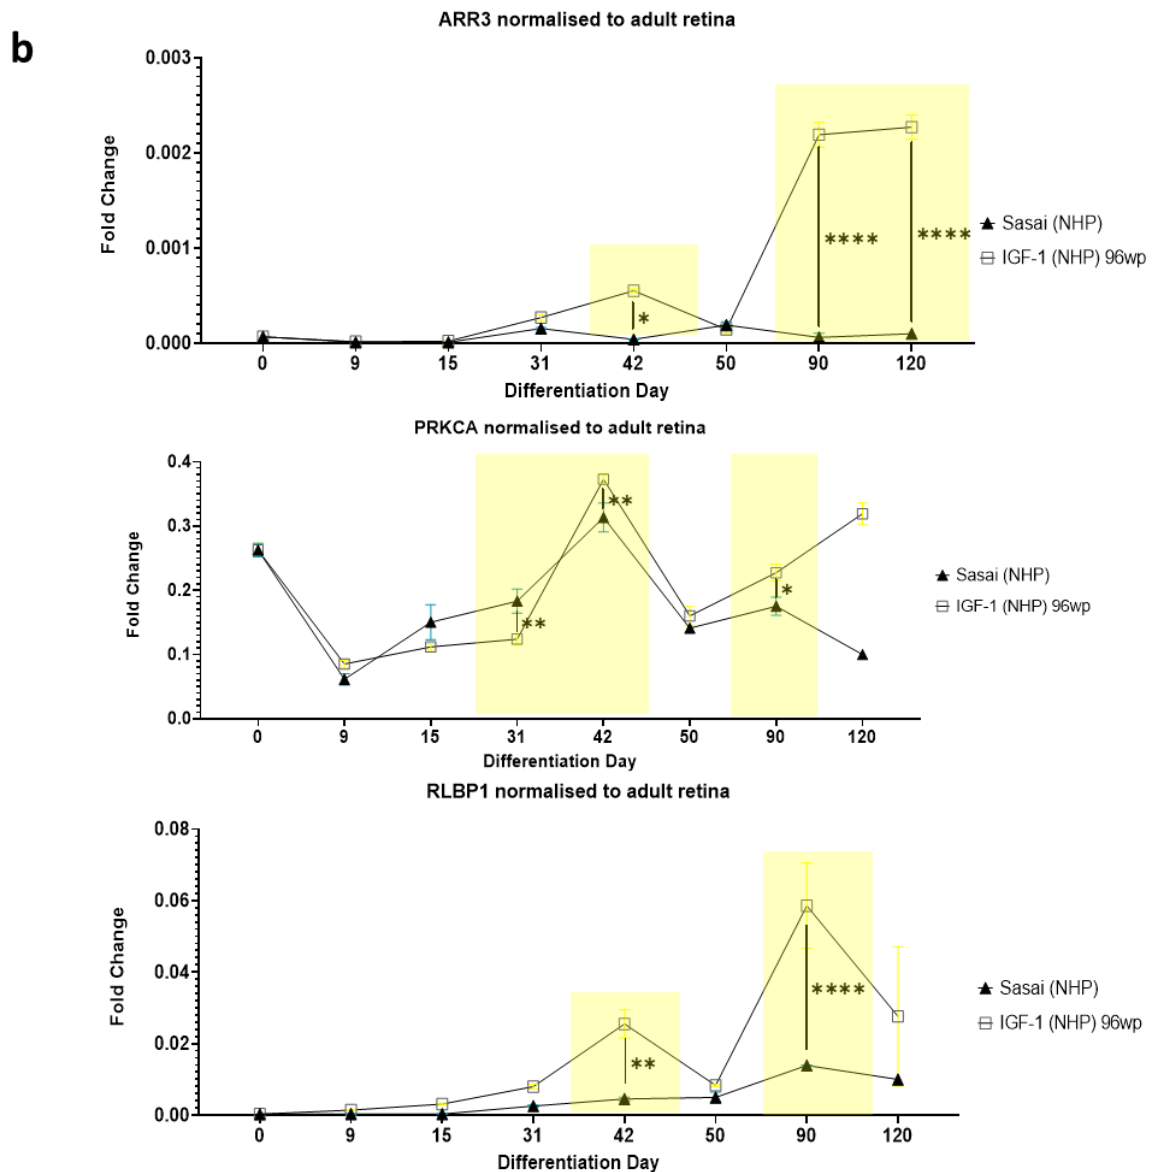 b
ARR3 normalised to adult retina
0.003
0.002
0.001
0.000
Fold Change
*
****
****
0 9 15 31 42 50 90 120
Differentiation Day
Sasai (NHP)
IGF-1 (NHP) 96wp
PRKCA normalised to adult retina
0.4
0.3
0.2
0.1
0.0
Fold Change
**
**
*
0 9 15 31 42 50 90 120
Differentiation Day
Sasai (NHP)
IGF-1 (NHP) 96wp
RLBP1 normalised to adult retina
0.08
0.06
0.04
0.02
0.00
Fold Change
**
****
0 9 15 31 42 50 90 120
Differentiation Day
Sasai (NHP)
IGF-1 (NHP) 96wp